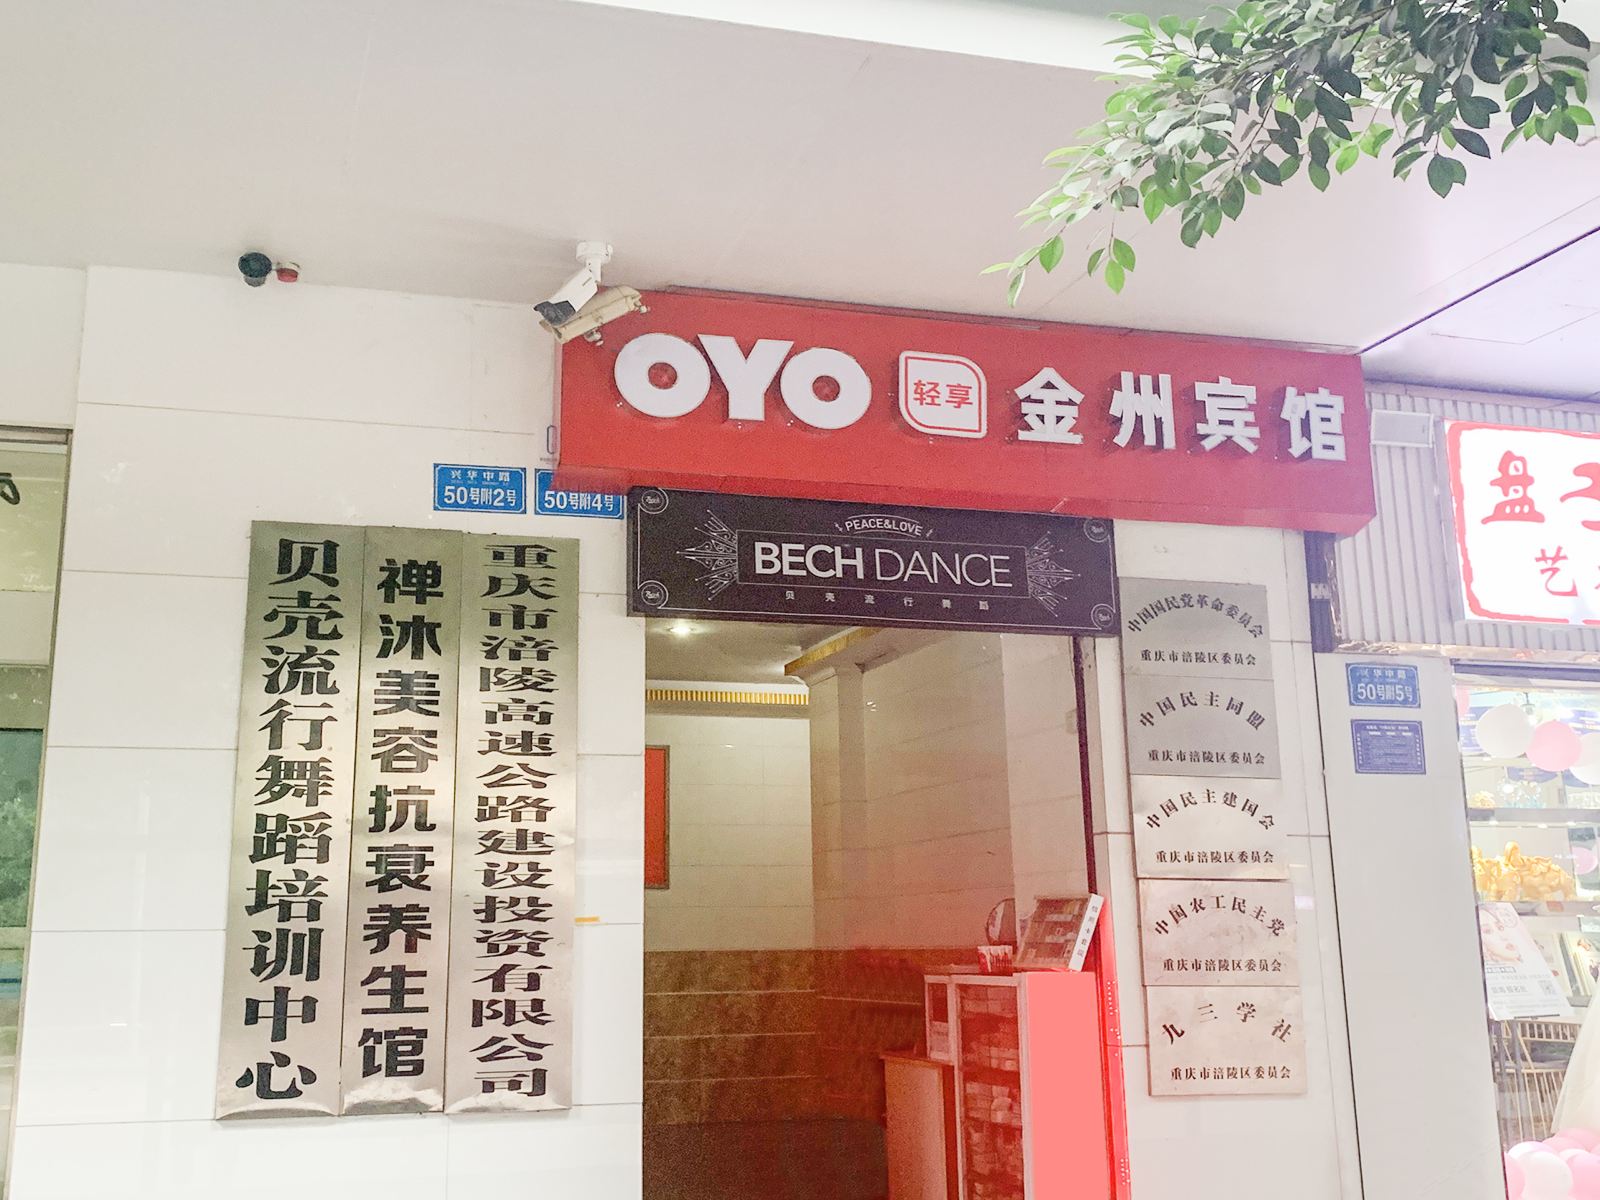 OYO 轻享 金州宾馆
兴华中路
50号附2号
50号附4号
PEACE&LOVE
BECH DANCE
贝壳流行舞蹈
贝壳流行舞蹈培训中心
禅沐美容抗衰养生馆
重庆市涪陵高速公路建设投资有限公司
中国国民党革命委员会
重庆市涪陵区委员会
中国民主同盟
重庆市涪陵区委员会
中国民主建国会
重庆市涪陵区委员会
中国农工民主党
重庆市涪陵区委员会
九三学社
重庆市涪陵区委员会
兴华中路
50号附5号
盘
艺